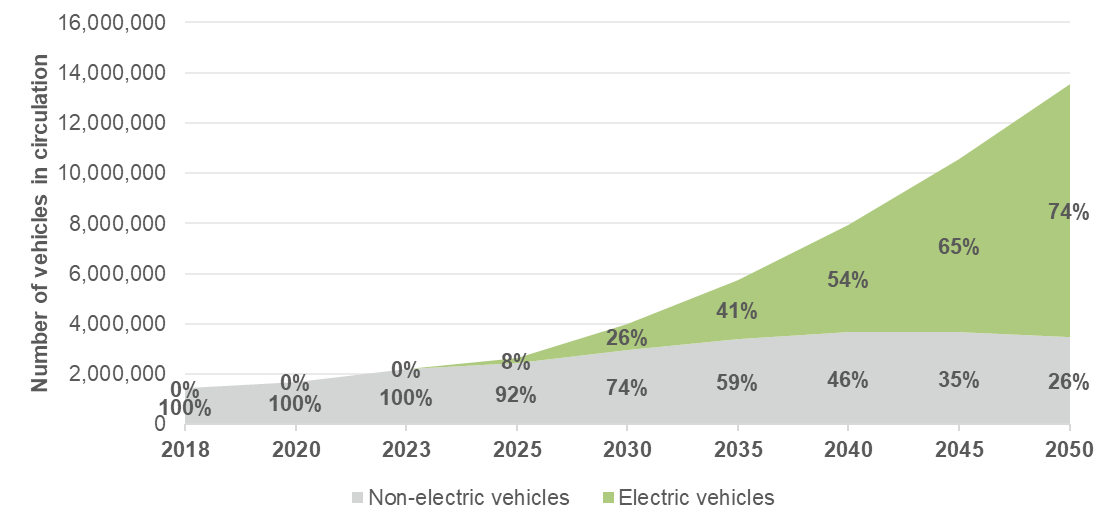 16,000,000
14,000,000
12,000,000
10,000,000
8,000,000
6,000,000
4,000,000
2,000,000
0
Number of vehicles in circulation
0% 0% 0% 8% 26% 41% 54% 65% 74%
100% 100% 100% 92% 74% 59% 46% 35% 26%
2018 2020 2023 2025 2030 2035 2040 2045 2050
Non-electric vehicles Electric vehicles